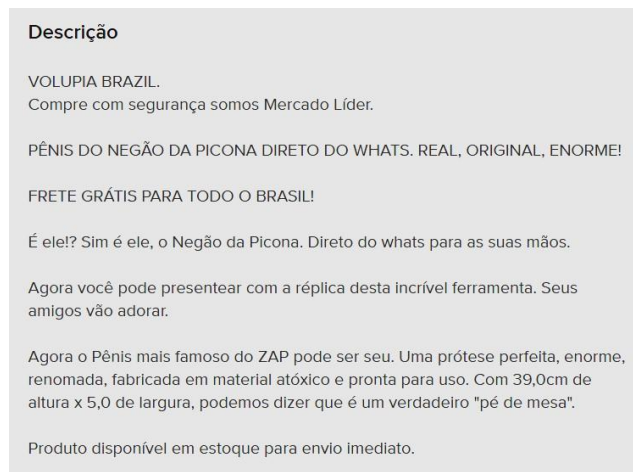 Descrição
VOLUPIA BRAZIL.
Compre com segurança somos Mercado Líder.
PÊNIS DO NEGÃO DA PICONA DIRETO DO WHATS. REAL, ORIGINAL, ENORME!
FRETE GRÁTIS PARA TODO O BRASIL!
É ele!? Sim é ele, o Negão da Picona. Direto do whats para as suas mãos.
Agora você pode presentear com a réplica desta incrível ferramenta. Seus
amigos vão adorar.
Agora o Pênis mais famoso do ZAP pode ser seu. Uma prótese perfeita, enorme,
renomada, fabricada em material atóxico e pronta para uso. Com 39,0cm de
altura x 5,0 de largura, podemos dizer que é um verdadeiro "pé de mesa".
Produto disponível em estoque para envio imediato.